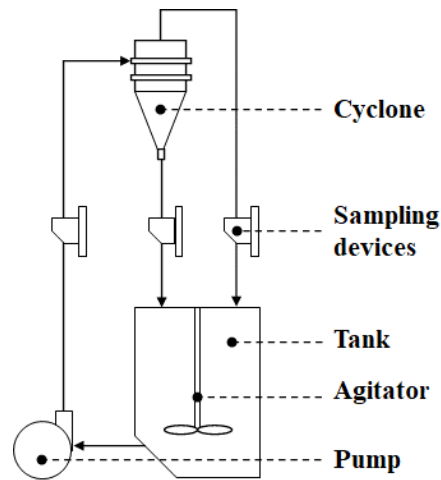 Cyclone
Sampling
devices
Tank
Agitator
Pump